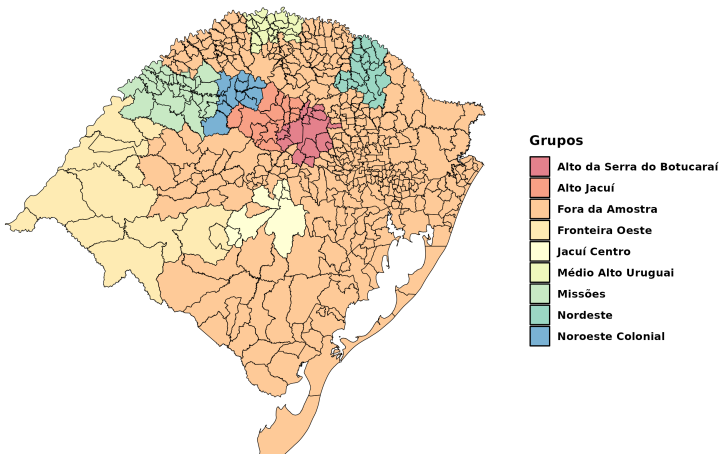 Grupos
Alto da Serra do Botucaraí
Alto Jacuí
Fora da Amostra
Fronteira Oeste
Jacuí Centro
Médio Alto Uruguai
Missões
Nordeste
Noroeste Colonial